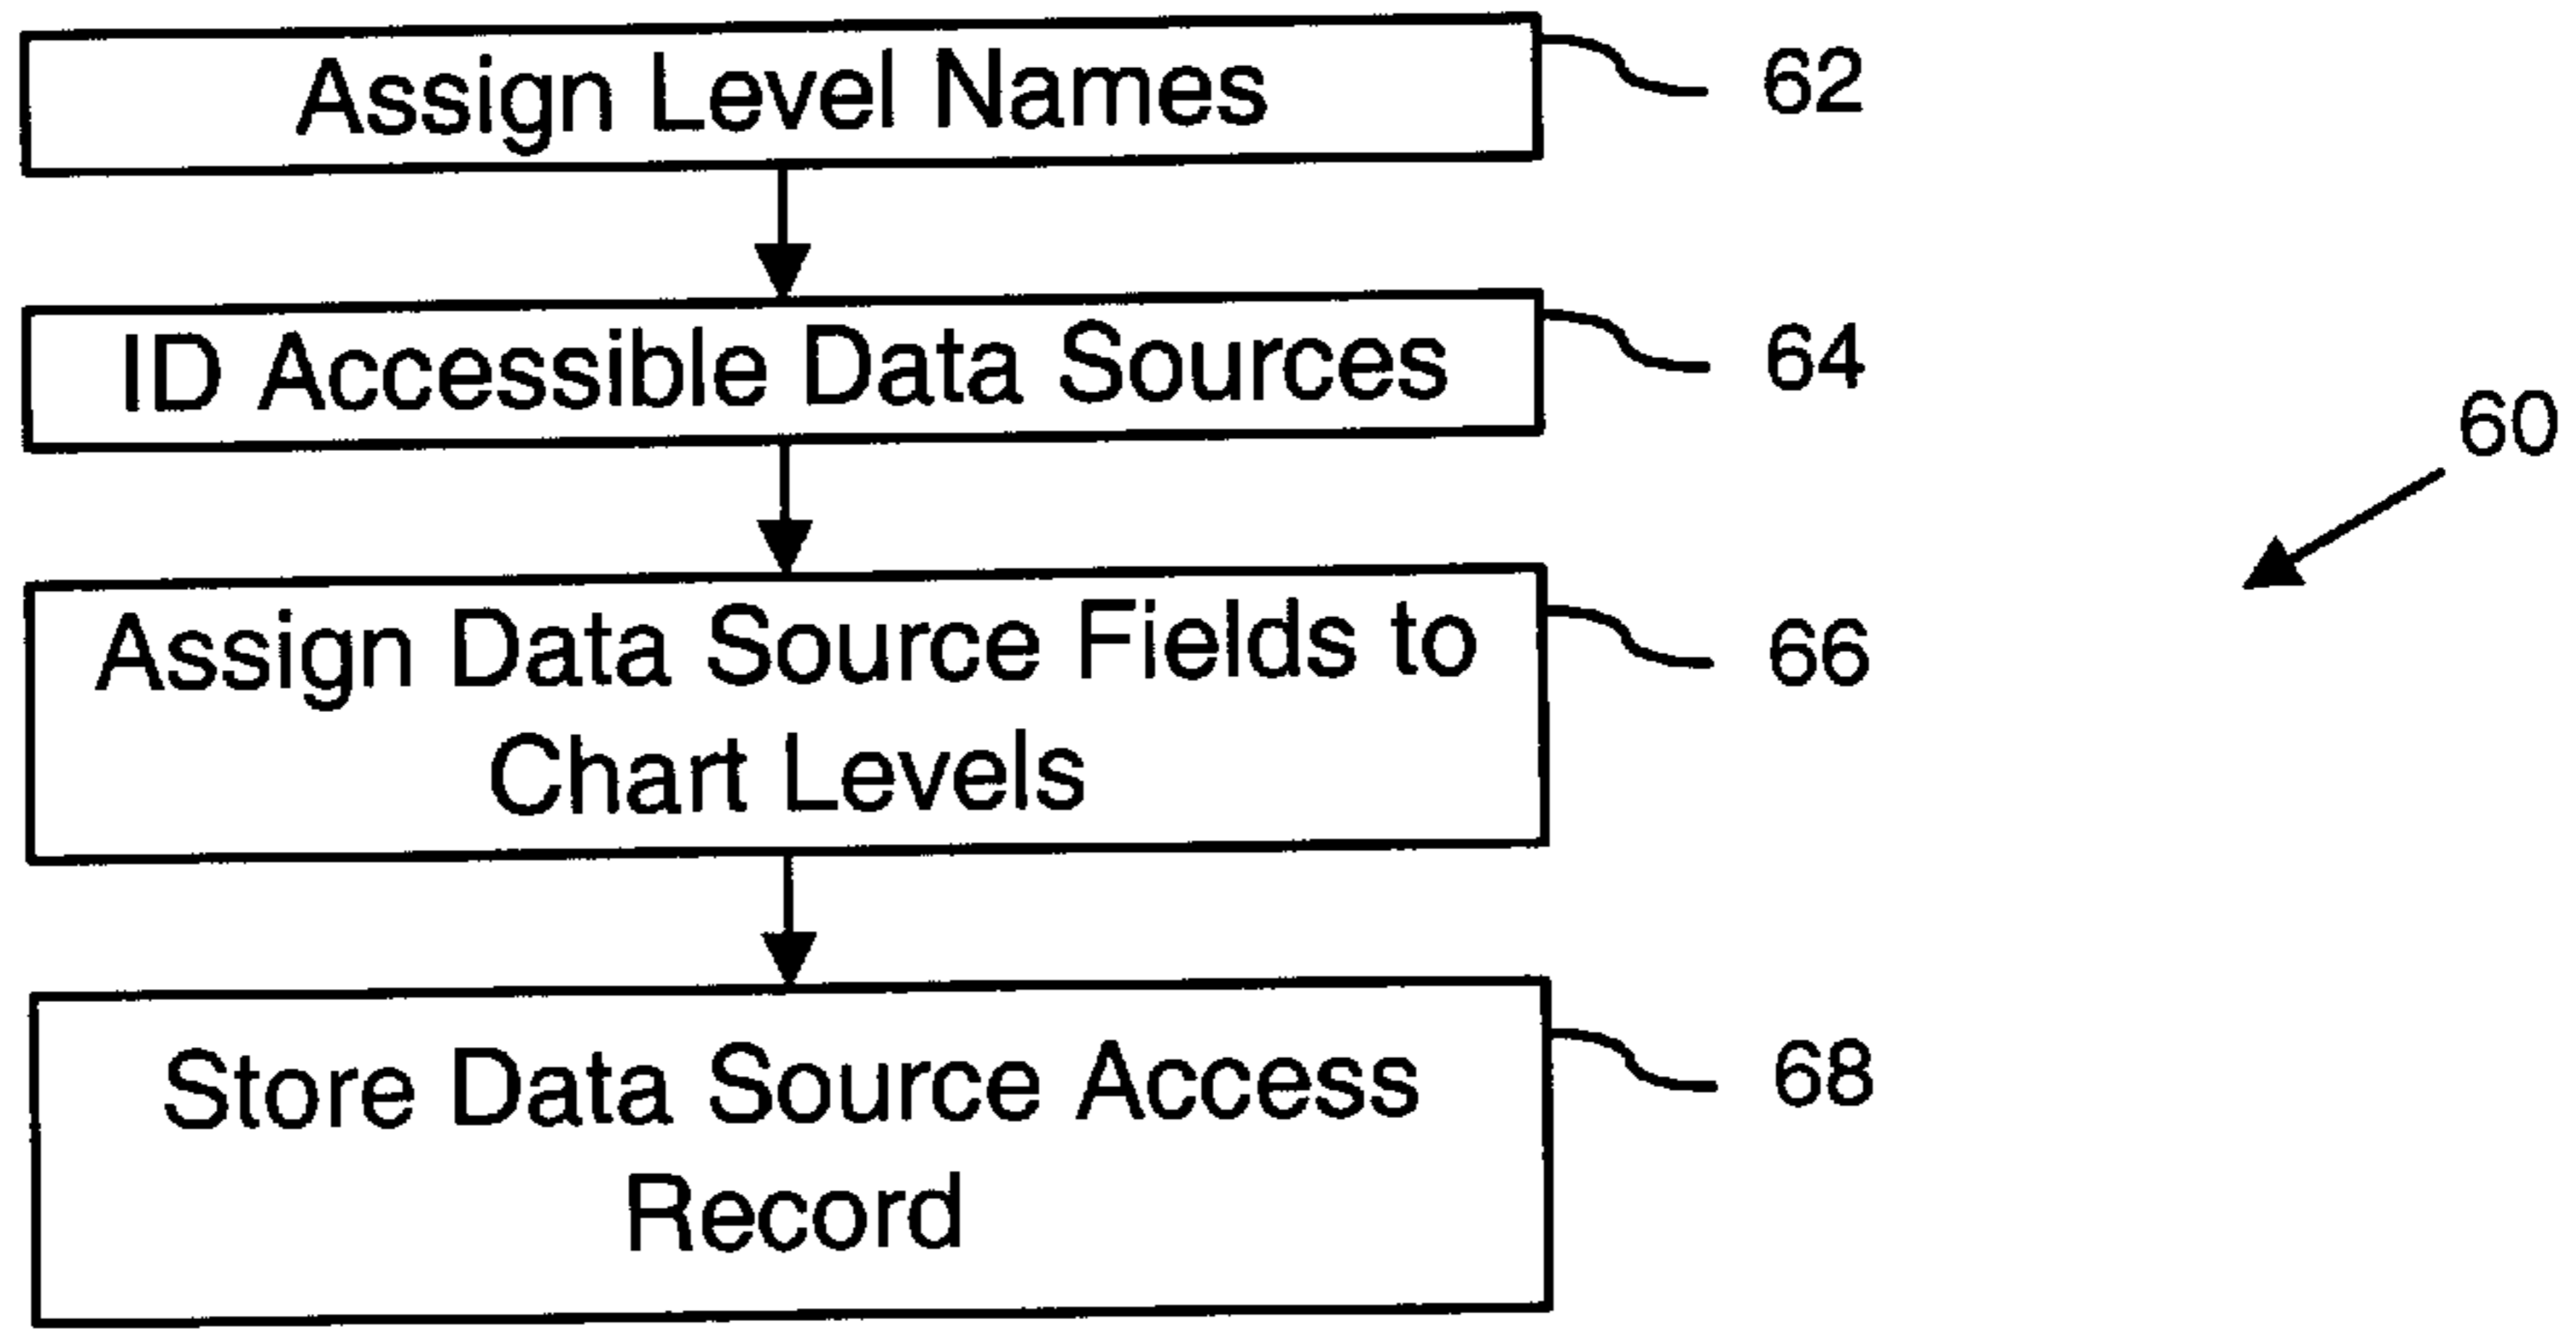 Assign Level Names
62
ID Accessible Data Sources
64
60
Assign Data Source Fields to
Chart Levels
66
Store Data Source Access
Record
68